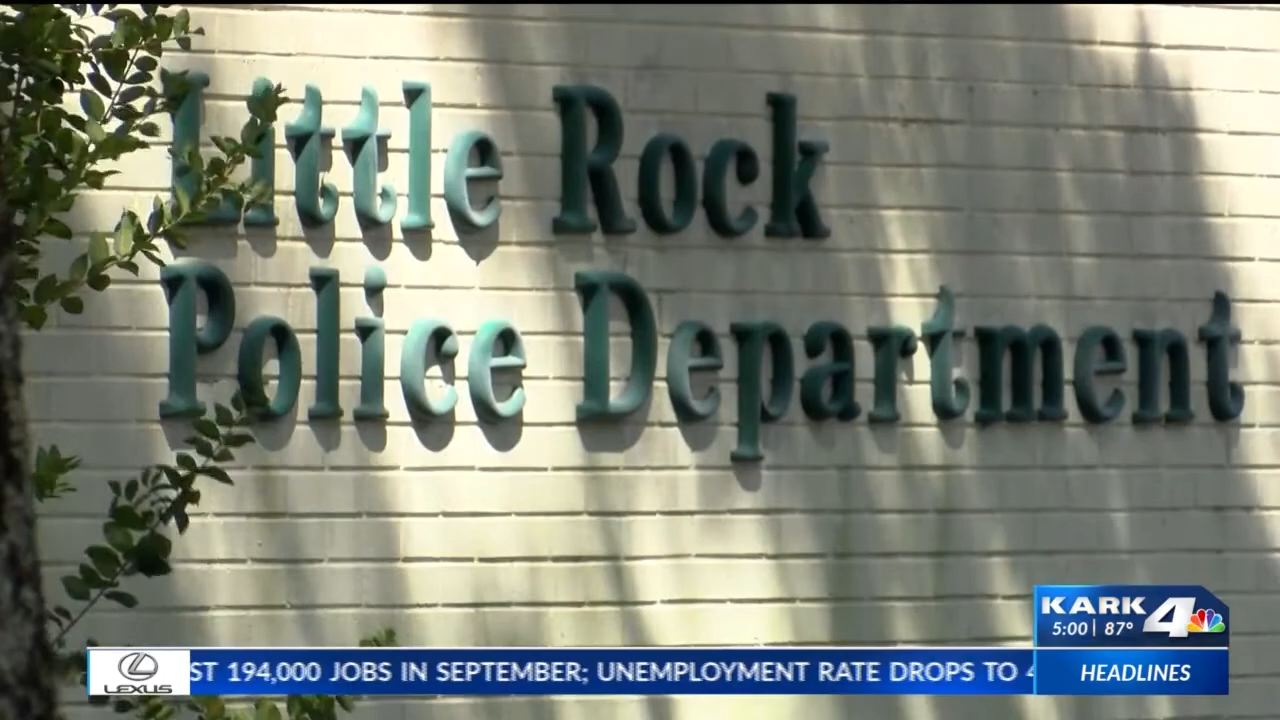 Little Rock
Police Department
KARK 4
5:00 | 87°
LEXUS
ST 194,000 JOBS IN SEPTEMBER; UNEMPLOYMENT RATE DROPS TO
HEADLINES